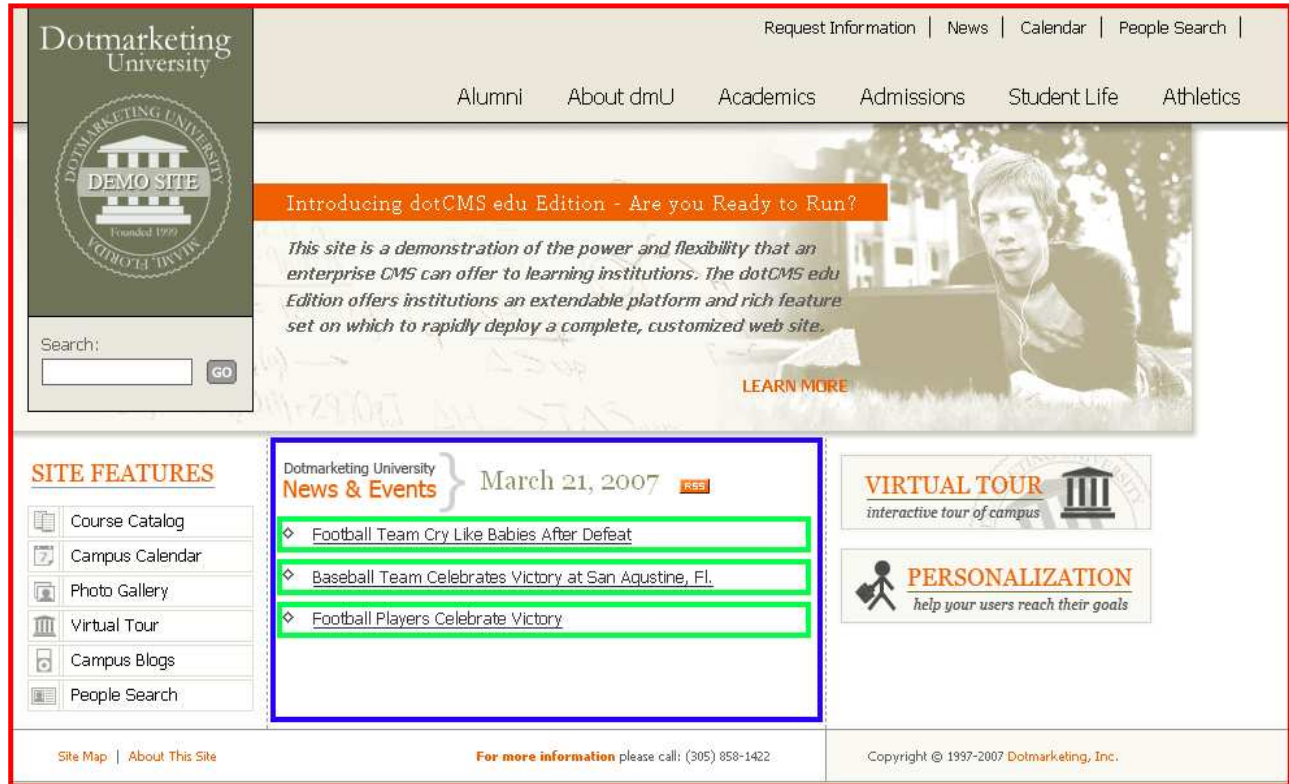 Dotmarketing
University
Request Information | News | Calendar | People Search |
Alumni About dmU Academics Admissions Student Life Athletics
DOTMARKETING UNIVERSITY
DEMO SITE
Founded 1999
MIAMI, FLORIDA
Introducing dotCMS edu Edition - Are you Ready to Run?
This site is a demonstration of the power and flexibility that an
enterprise CMS can offer to learning institutions. The dotCMS edu
Edition offers institutions an extendable platform and rich feature
set on which to rapidly deploy a complete, customized web site.
LEARN MORE
Search:
GO
SITE FEATURES
Course Catalog
Campus Calendar
Photo Gallery
Virtual Tour
Campus Blogs
People Search
Dotmarketing University
News & Events
March 21, 2007 RSS
Football Team Cry Like Babies After Defeat
Baseball Team Celebrates Victory at San Agustine, Fl.
Football Players Celebrate Victory
VIRTUAL TOUR
interactive tour of campus
PERSONALIZATION
help your users reach their goals
Site Map | About This Site
For more information please call: (305) 858-1422
Copyright © 1997-2007 Dotmarketing, Inc.